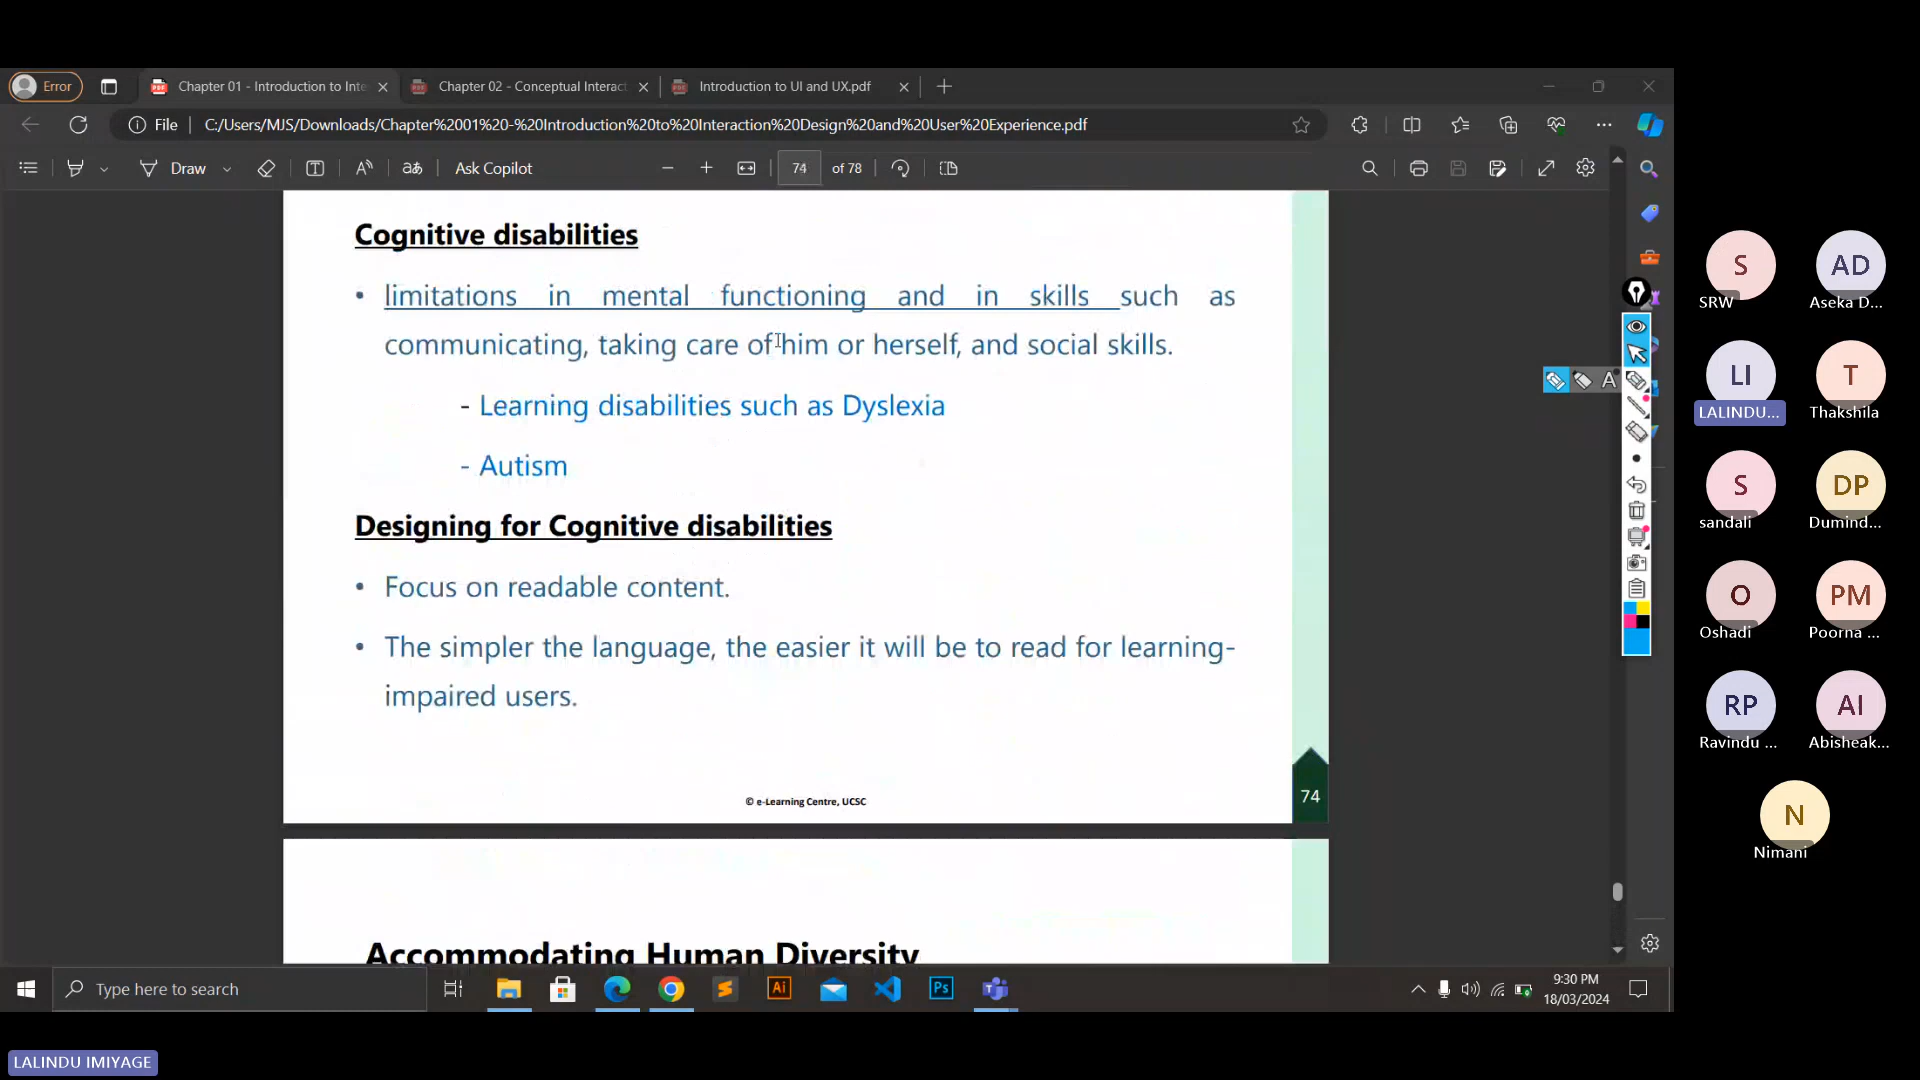 Error
Chapter 01 - Introduction to Inte
Chapter 02 - Conceptual Interact
Introduction to UI and UX.pdf
File
C:/Users/MJS/Downloads/Chapter%2001%20-%20Introduction%20to%20Interaction%20Design%20and%20User%20Experience.pdf
Draw
Ask Copilot
74
of 78
Cognitive disabilities
• limitations in mental functioning and in skills such as
communicating, taking care of him or herself, and social skills.
- Learning disabilities such as Dyslexia
- Autism
Designing for Cognitive disabilities
• Focus on readable content.
• The simpler the language, the easier it will be to read for learning-
impaired users.
© e-Learning Centre, UCSC
74
Accommodating Human Diversity
A
S
SRW
AD
Aseka D...
LI
LALINDU...
T
Thakshila
S
sandali
DP
Dumind...
O
Oshadi
PM
Poorna ...
RP
Ravindu ...
AI
Abisheak...
N
Nimani
Type here to search
Ai
Ps
9:30 PM
18/03/2024
LALINDU IMIYAGE